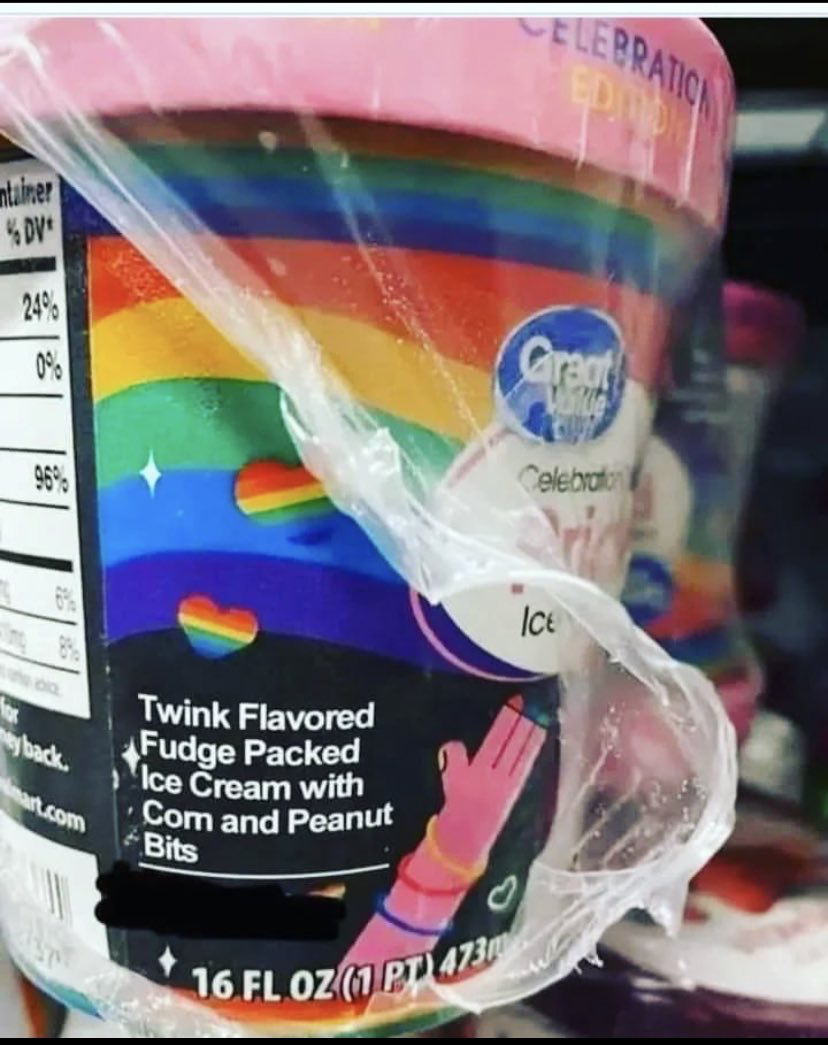 CELEBRATION
EDITION
ntainer
% DV*
24%
0%
96%
6%
8%
for
ey back.
mart.com
Great
Value
Celebration
Ice
Twink Flavored
Fudge Packed
Ice Cream with
Corn and Peanut
Bits
16 FL OZ (1 PT) 473m